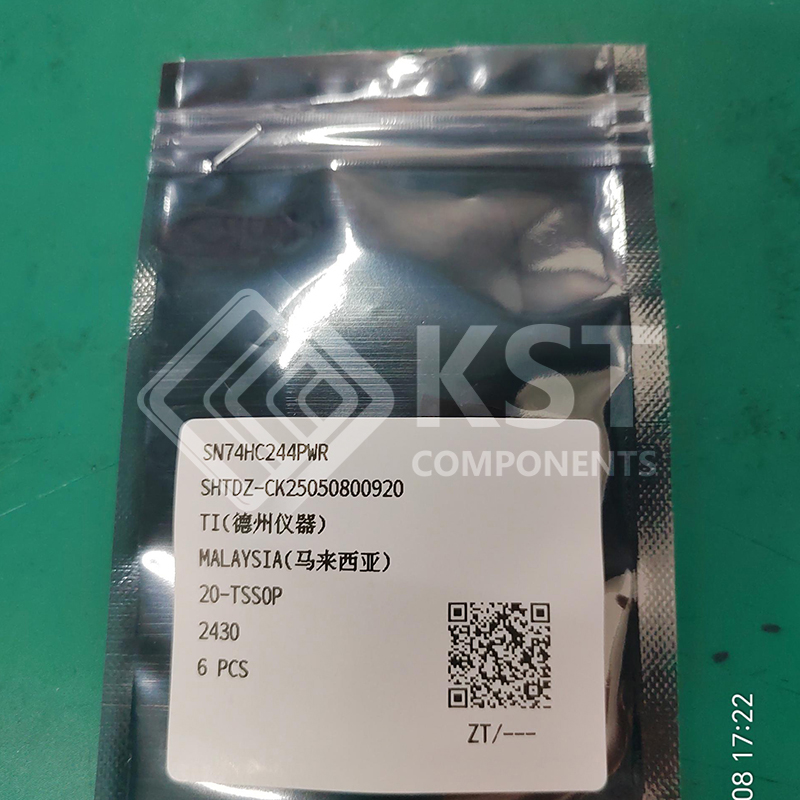 KST
COMPONENTS
SN74HC244PWR
SHTDZ-CK25050800920
TI(德州仪器)
MALAYSIA(马来西亚)
20-TSSOP
2430
6 PCS
ZT/---
08 17:22